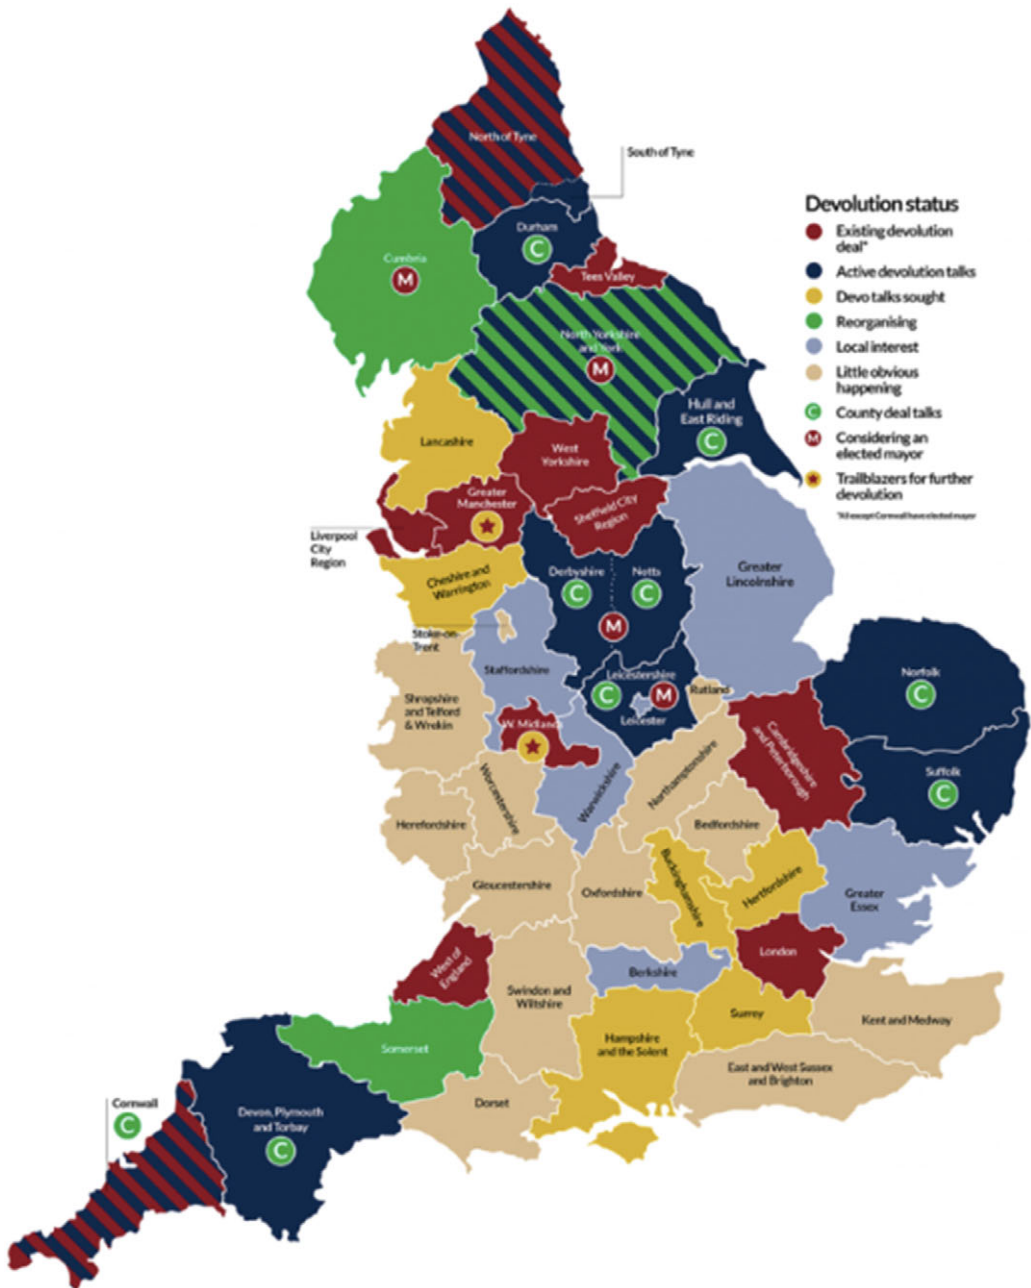 North of Tyne
South of Tyne
Durham
C
Cumbria
M
Tees Valley
North Yorkshire
and York
M
Hull and
East Riding
C
Devolution status
Existing devolution
deal*
Active devolution talks
Devo talks sought
Reorganising
Local interest
Little obvious
happening
C
County deal talks
M
Considering an
elected mayor
Trailblazers for further
devolution
*All except Cornwall have elected mayor
Lancashire
West
Yorkshire
Greater
Manchester
Sheffield City
Region
Liverpool
City
Region
Cheshire and
Warrington
Derbyshire
C
Notts
C
M
Greater
Lincolnshire
Stoke-on-
Trent
Staffordshire
Shropshire
and Telford
& Wrekin
Leicestershire
C
M
Leicester
Rutland
Norfolk
C
W. Midlands
Cambridgeshire
and Peterborough
Suffolk
C
Worcestershire
Warwickshire
Northamptonshire
Herefordshire
Bedfordshire
Gloucestershire
Oxfordshire
Buckinghamshire
Hertfordshire
Greater
Essex
West of
England
London
Swindon and
Wiltshire
Berkshire
Surrey
Kent and Medway
Somerset
Hampshire
and the Solent
East and West Sussex
and Brighton
Dorset
Cornwall
C
Devon, Plymouth
and Torbay
C